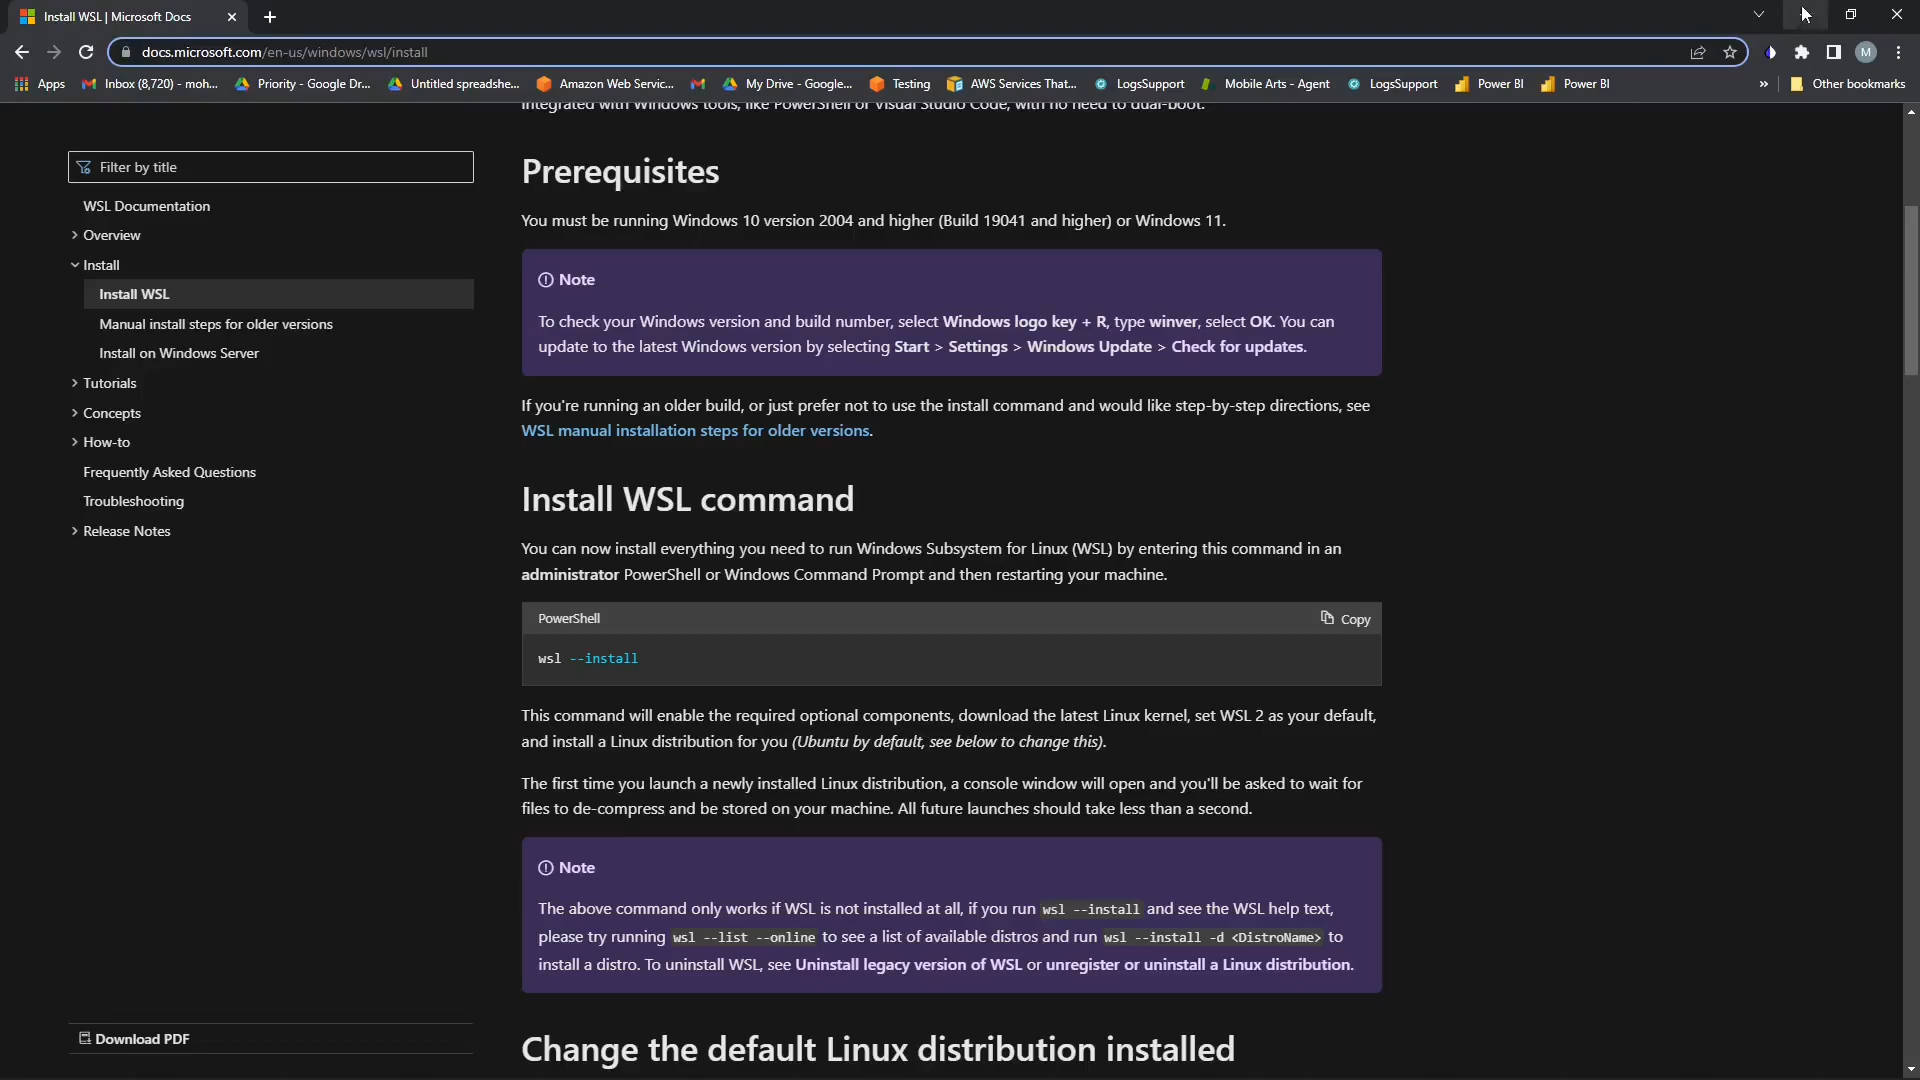 Install WSL | Microsoft Docs
docs.microsoft.com/en-us/windows/wsl/install
M
Apps
Inbox (8,720) - moh...
Priority - Google Dr...
Untitled spreadshe...
Amazon Web Servic...
My Drive - Google...
Testing
AWS Services That...
LogsSupport
Mobile Arts - Agent
LogsSupport
Power BI
Power BI
»
Other bookmarks
integrated with Windows tools, like PowerShell or Visual Studio Code, with no need to dual-boot.
Filter by title
WSL Documentation
Overview
Install
Install WSL
Manual install steps for older versions
Install on Windows Server
Tutorials
Concepts
How-to
Frequently Asked Questions
Troubleshooting
Release Notes
Download PDF
Prerequisites
You must be running Windows 10 version 2004 and higher (Build 19041 and higher) or Windows 11.
Note
To check your Windows version and build number, select Windows logo key + R, type winver, select OK. You can
update to the latest Windows version by selecting Start > Settings > Windows Update > Check for updates.
If you're running an older build, or just prefer not to use the install command and would like step-by-step directions, see
WSL manual installation steps for older versions.
Install WSL command
You can now install everything you need to run Windows Subsystem for Linux (WSL) by entering this command in an
administrator PowerShell or Windows Command Prompt and then restarting your machine.
PowerShell
Copy
wsl --install
This command will enable the required optional components, download the latest Linux kernel, set WSL 2 as your default,
and install a Linux distribution for you (Ubuntu by default, see below to change this).
The first time you launch a newly installed Linux distribution, a console window will open and you'll be asked to wait for
files to de-compress and be stored on your machine. All future launches should take less than a second.
Note
The above command only works if WSL is not installed at all, if you run wsl --install and see the WSL help text,
please try running wsl --list --online to see a list of available distros and run wsl --install -d <DistroName> to
install a distro. To uninstall WSL, see Uninstall legacy version of WSL or unregister or uninstall a Linux distribution.
Change the default Linux distribution installed